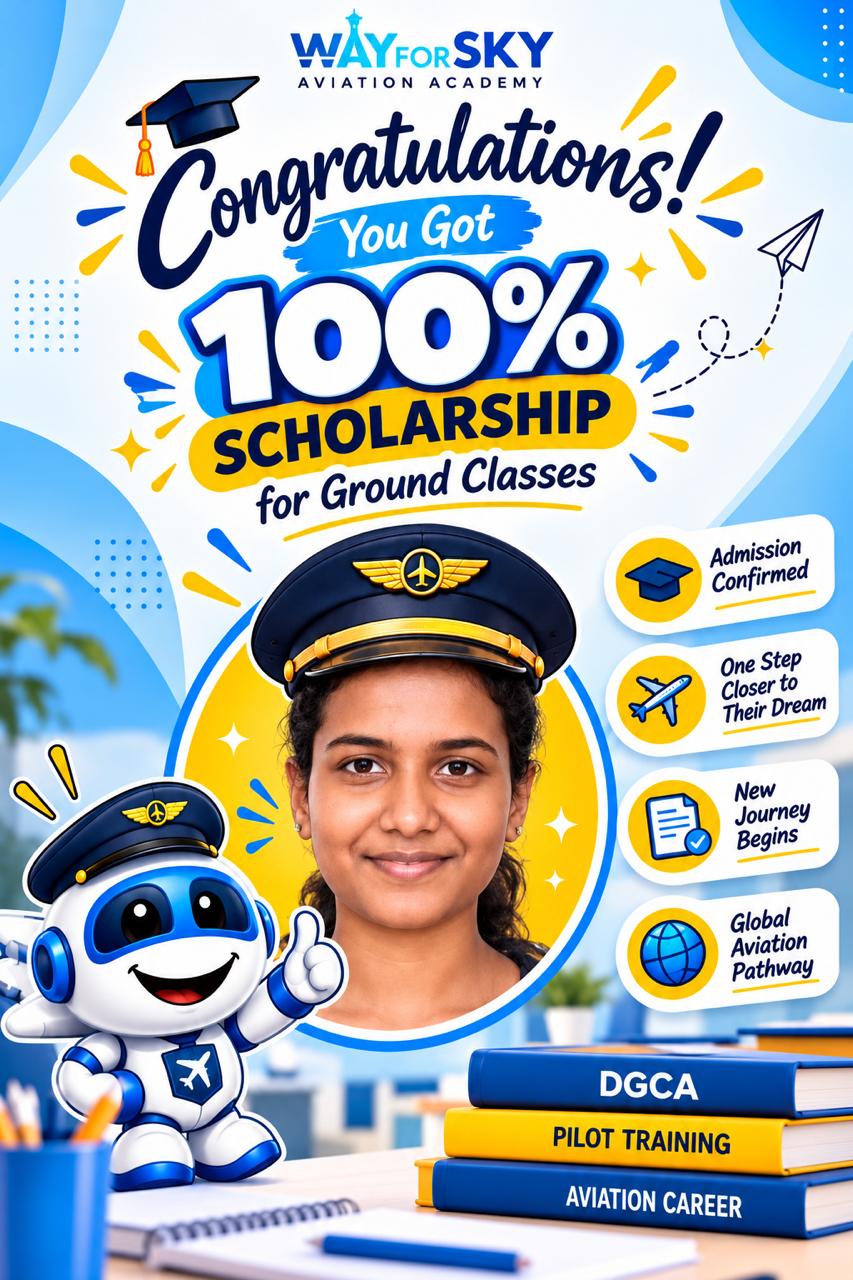 WAYFORSKY
AVIATION ACADEMY
Congratulations!
You Got
100%
SCHOLARSHIP
for Ground Classes
Admission
Confirmed
One Step
Closer to
Their Dream
New
Journey
Begins
Global
Aviation
Pathway
DGCA
PILOT TRAINING
AVIATION CAREER